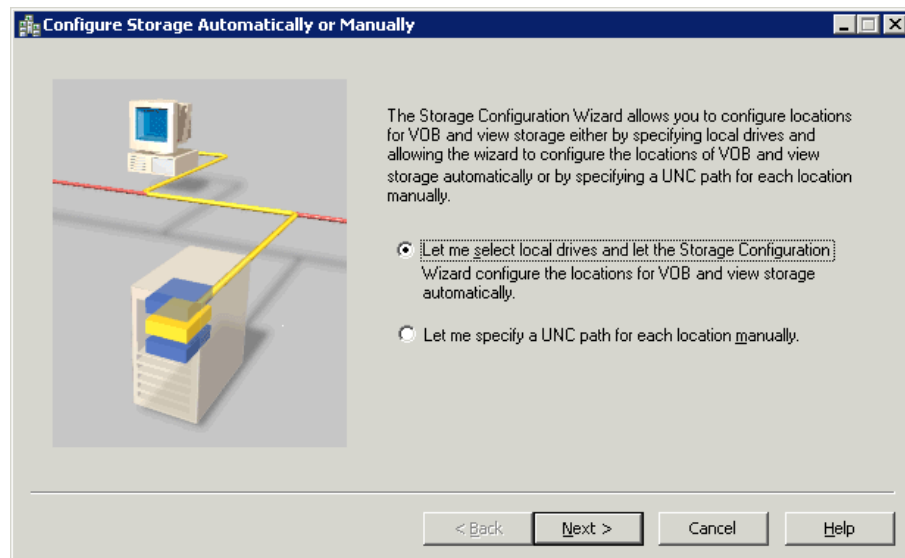 Configure Storage Automatically or Manually
The Storage Configuration Wizard allows you to configure locations
for VOB and view storage either by specifying local drives and
allowing the wizard to configure the locations of VOB and view
storage automatically or by specifying a UNC path for each location
manually.
Let me select local drives and let the Storage Configuration
Wizard configure the locations for VOB and view storage
automatically.
Let me specify a UNC path for each location manually.
< Back
Next >
Cancel
Help